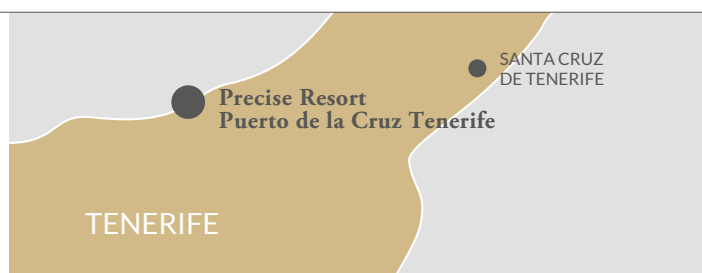 SANTA CRUZ
DE TENERIFE
Precise Resort
Puerto de la Cruz Tenerife
TENERIFE